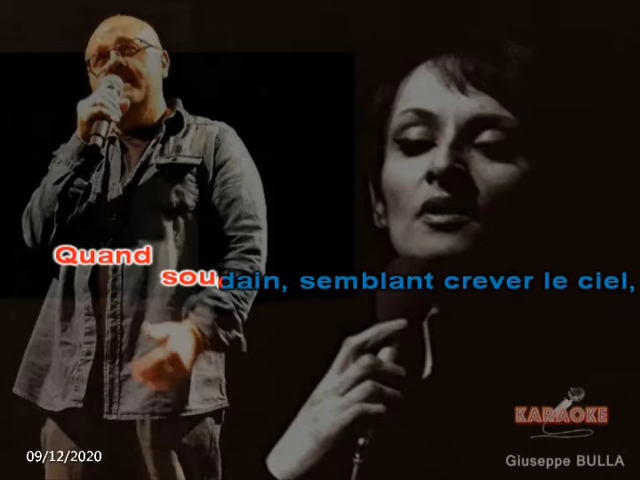 Quand
soudain, semblant crever le ciel,
KARAOKE
09/12/2020
Giuseppe BULLA